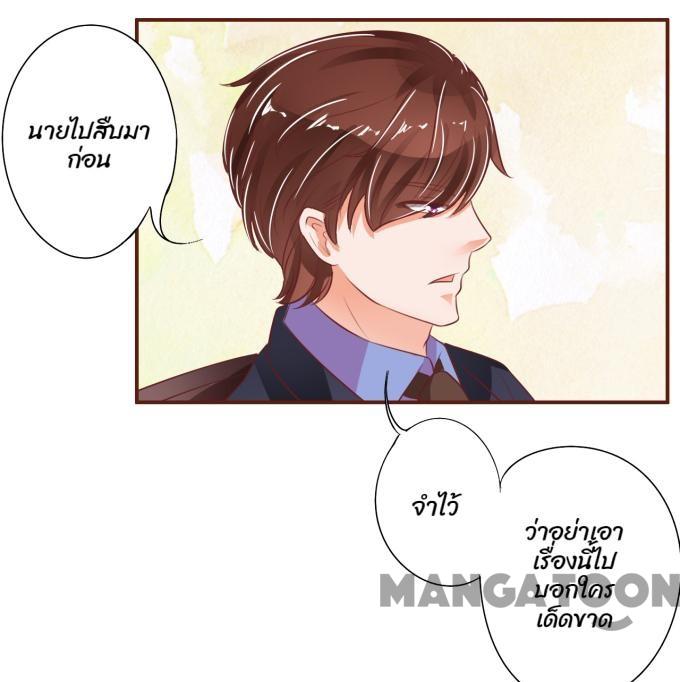 นายไปสืบมา
ก่อน
จำไว้
ว่าอย่าเอา
เรื่องนี้ไป
บอกใคร
เด็ดขาด
MANGATOON